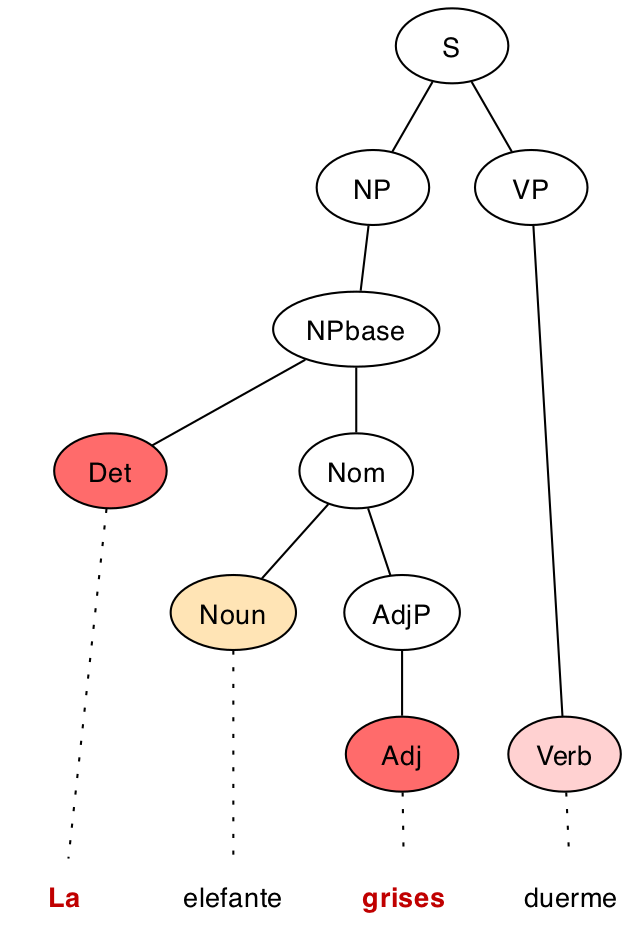 S
NP VP
NPbase
Det Nom
Noun AdjP
Adj Verb
La elefante grises duerme